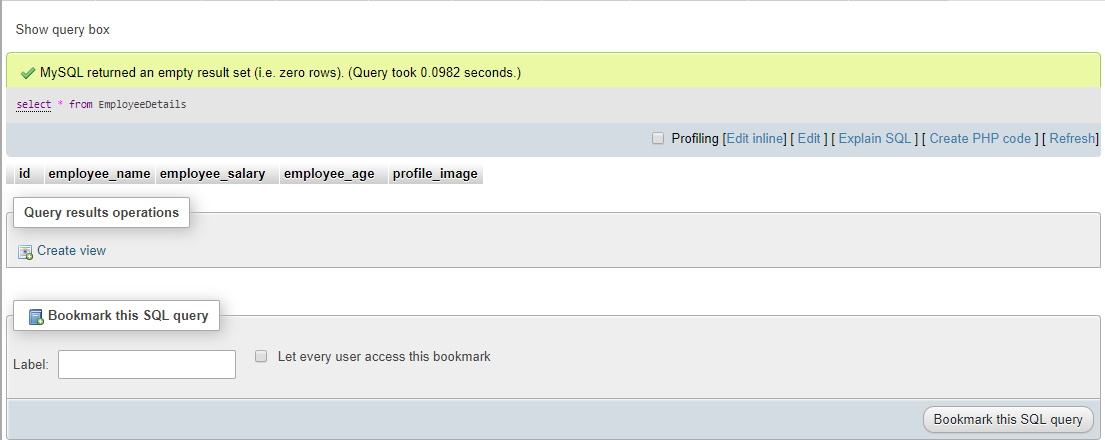 Show query box
MySQL returned an empty result set (i.e. zero rows). (Query took 0.0982 seconds.)
select * from EmployeeDetails
Profiling [Edit inline] [ Edit ] [ Explain SQL ] [ Create PHP code ] [ Refresh]
id employee_name employee_salary employee_age profile_image
Query results operations
Create view
Bookmark this SQL query
Label: Let every user access this bookmark
Bookmark this SQL query